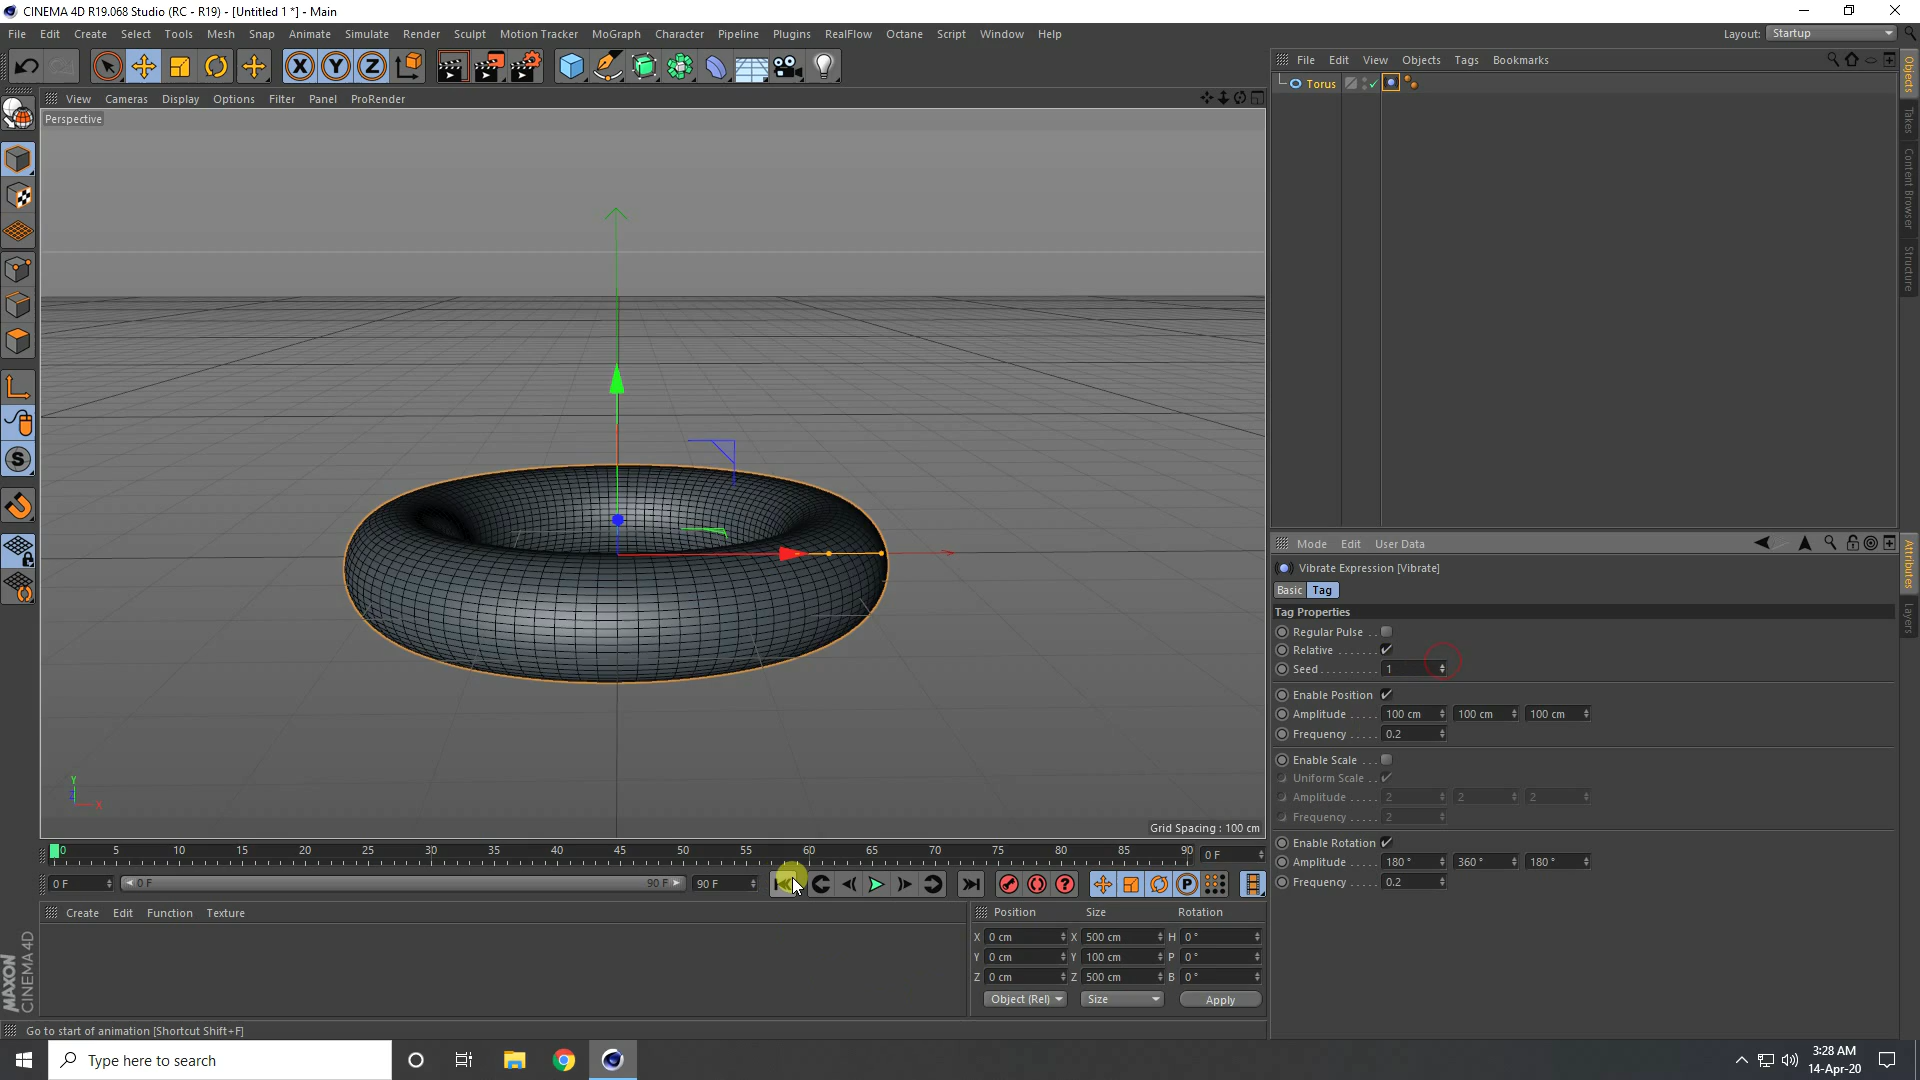 CINEMA 4D R19.068 Studio (RC - R19) - [Untitled 1 *] - Main
File Edit Create Select Tools Mesh Snap Animate Simulate Render Sculpt Motion Tracker MoGraph Character Pipeline Plugins RealFlow Octane Script Window Help
Layout: Startup
File Edit View Objects Tags Bookmarks
Torus
View Cameras Display Options Filter Panel ProRender
Perspective
Objects
Takes
Content Browser
Structure
Mode Edit User Data
Vibrate Expression [Vibrate]
Basic Tag
Tag Properties
Regular Pulse . .
Relative . . . . . . .
Seed . . . . . . . . . . 1
Enable Position
Amplitude . . . . . 100 cm 100 cm 100 cm
Frequency . . . . 0.2
Enable Scale . . .
Uniform Scale . .
Amplitude . . . . . 2 2 2
Frequency . . . . 2
Enable Rotation
Amplitude . . . . . 180 ° 360 ° 180 °
Frequency . . . . 0.2
Attributes
Layers
Y
Z
X
Grid Spacing : 100 cm
0 5 10 15 20 25 30 35 40 45 50 55 60 65 70 75 80 85 90 0 F
0 F 0 F 90 F 90 F
Create Edit Function Texture
Position Size Rotation
X 0 cm X 500 cm H 0 °
Y 0 cm Y 100 cm P 0 °
Z 0 cm Z 500 cm B 0 °
Object (Rel) Size Apply
MAXON
CINEMA 4D
Go to start of animation [Shortcut Shift+F]
Type here to search
3:28 AM
14-Apr-20